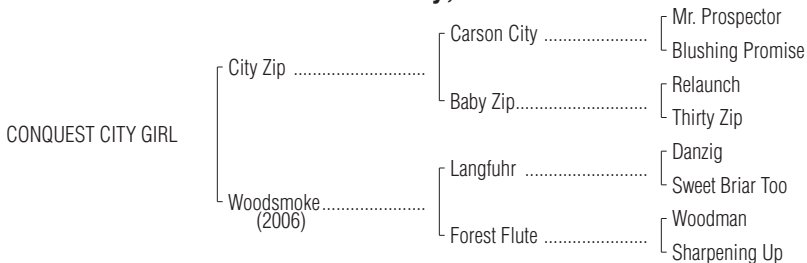 Mr. Prospector
Carson City ......................
Blushing Promise
City Zip ........................
Relaunch
Baby Zip......................
Thirty Zip
CONQUEST CITY GIRL
Danzig
Langfuhr ......................
Sweet Briar Too
Woodsmoke...................
(2006)
Woodman
Forest Flute ...................
Sharpening Up